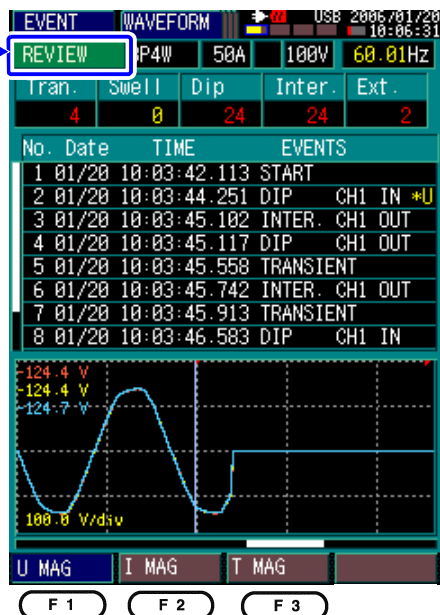 EVENT WAVEFORM USB 2006/01/20
10:06:31
REVIEW 3P4W 50A 100V 60.01Hz
Tran. Swell Dip Inter. Ext.
4 0 24 24 2
No. Date TIME EVENTS
1 01/20 10:03:42.113 START
2 01/20 10:03:44.251 DIP CH1 IN *U
3 01/20 10:03:45.102 INTER. CH1 OUT
4 01/20 10:03:45.117 DIP CH1 OUT
5 01/20 10:03:45.558 TRANSIENT
6 01/20 10:03:45.742 INTER. CH1 OUT
7 01/20 10:03:45.913 TRANSIENT
8 01/20 10:03:46.583 DIP CH1 IN
-124.4 V
-124.4 V
-124.7 V
100.0 V/div
U MAG I MAG T MAG
F 1 F 2 F 3